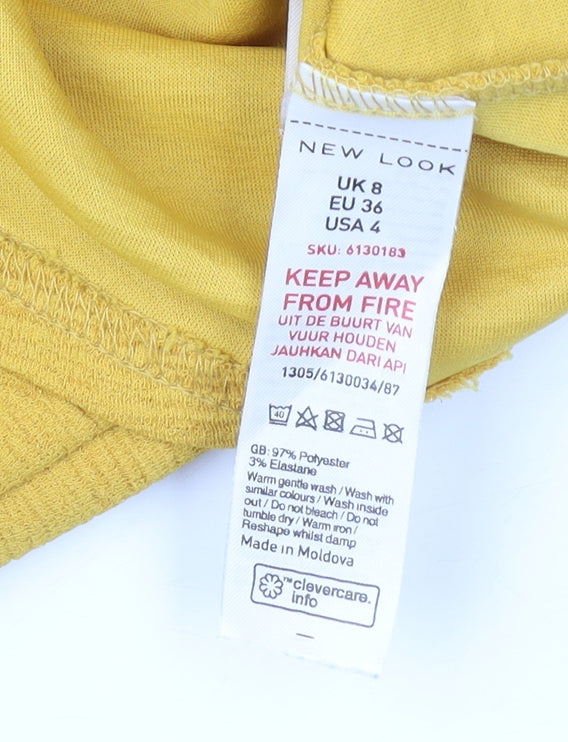 NEW LOOK
UK 8
EU 36
USA 4
SKU: 6130183
KEEP AWAY
FROM FIRE
UIT DE BUURT VAN
VUUR HOUDEN
JAUHKAN DARI API
1305/6130034/87
40
GB: 97% Polyester
3% Elastane
Warm gentle wash / Wash with
similar colours / Wash inside
out / Do not bleach / Do not
tumble dry / Warm iron /
Reshape whilst damp
Made in Moldova
™clevercare.
info